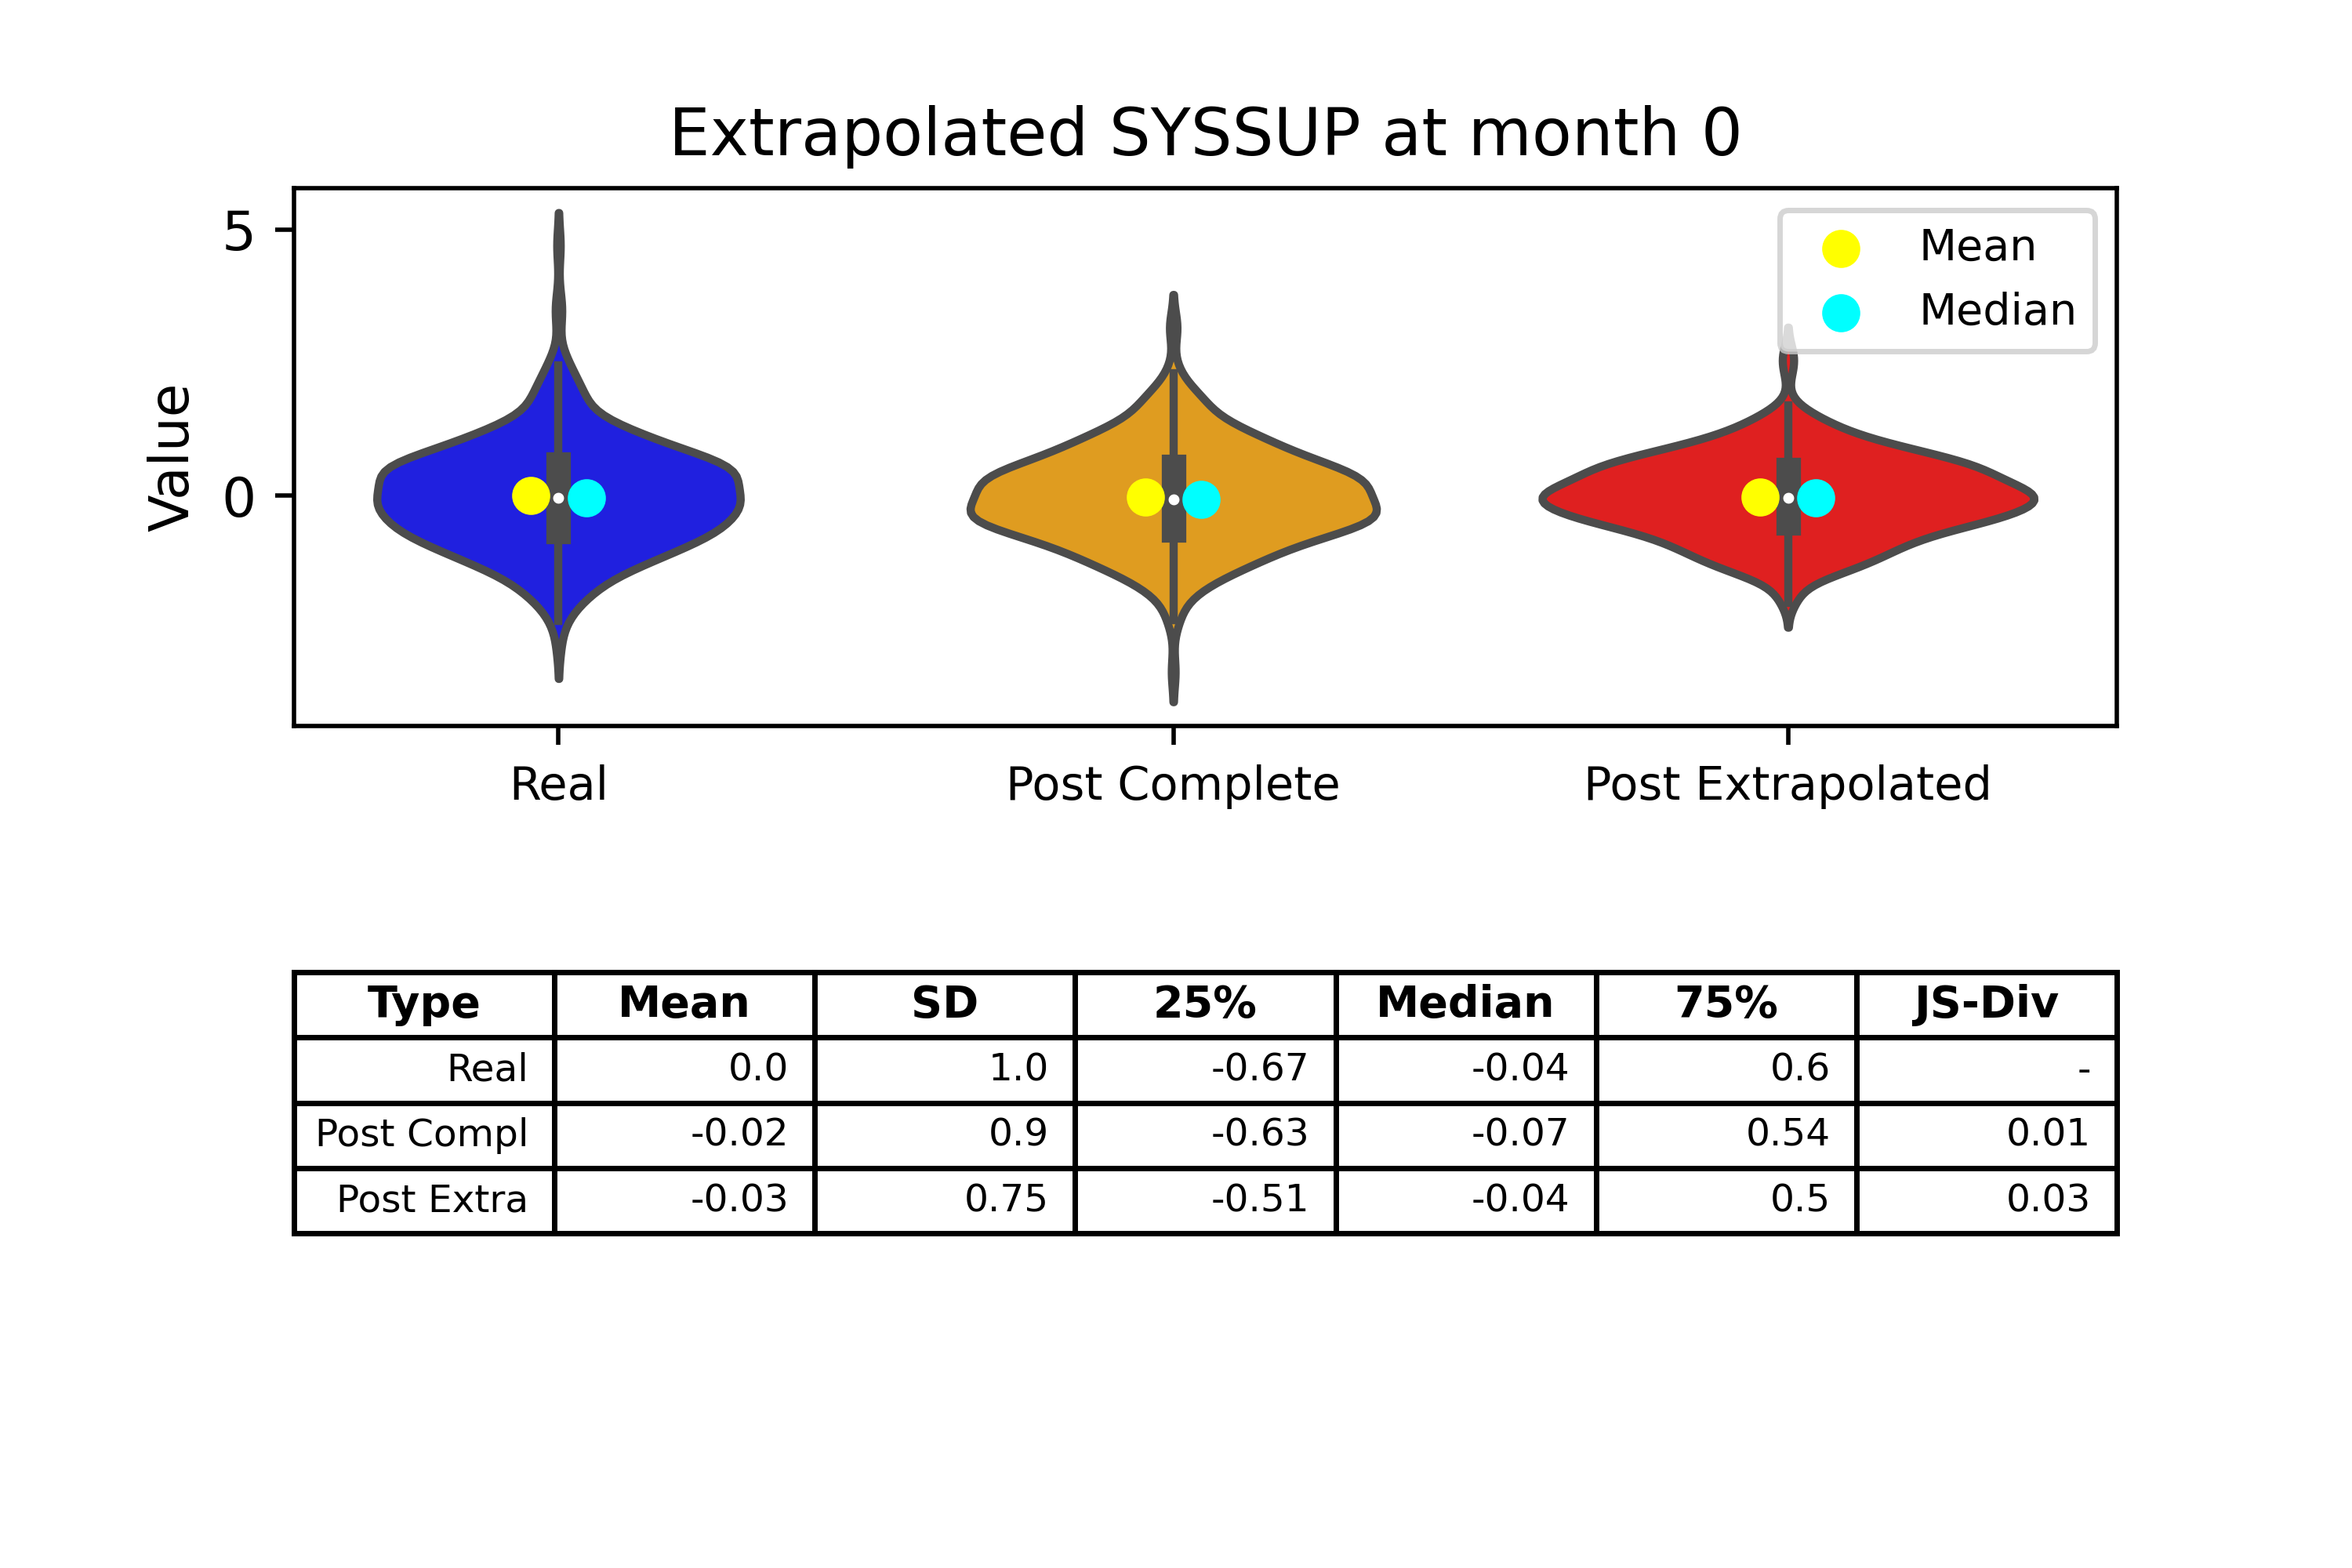 Extrapolated SYSSUP at month 0
5
0
Value
Mean
Median
Real Post Complete Post Extrapolated
Type Mean SD 25% Median 75% JS-Div
Real 0.0 1.0 -0.67 -0.04 0.6 -
Post Compl -0.02 0.9 -0.63 -0.07 0.54 0.01
Post Extra -0.03 0.75 -0.51 -0.04 0.5 0.03